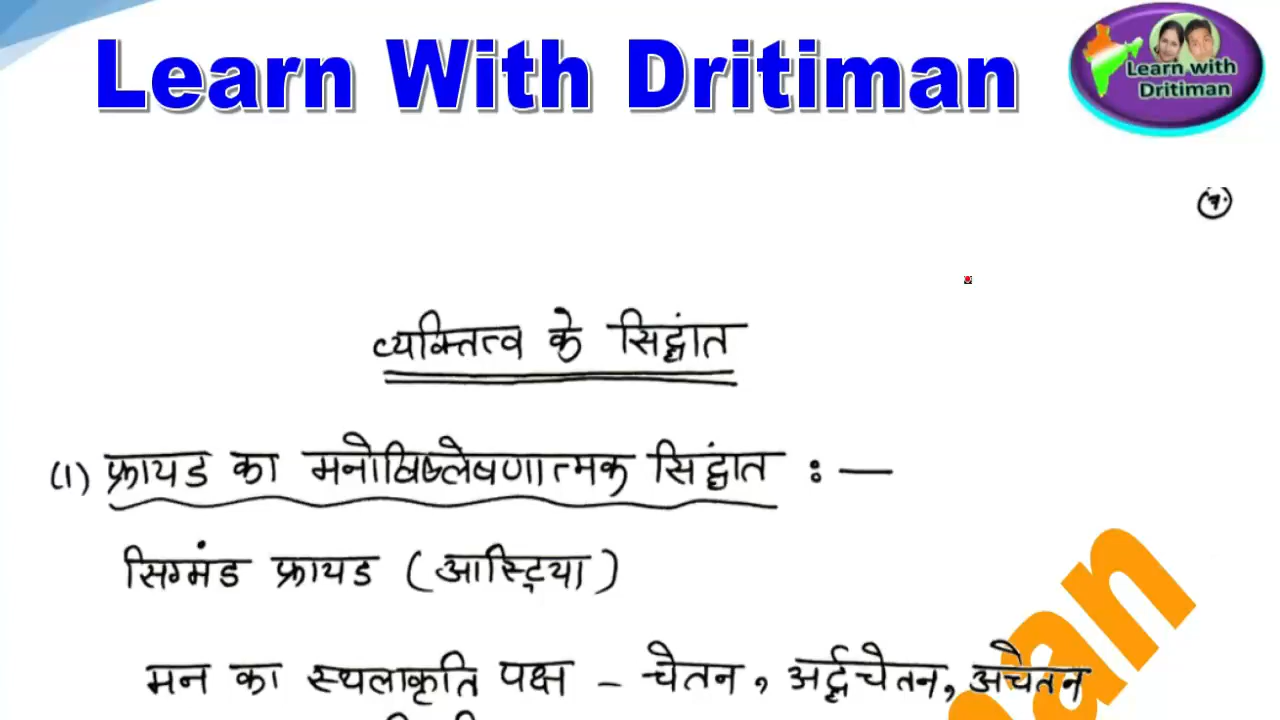 Learn With Dritiman
Learn with
Dritiman
व्यक्तित्व के सिद्धांत
(1) फ्रायड का मनोविश्लेषणात्मक सिद्धांत :—
सिग्मंड फ्रायड (आस्ट्रिया)
मन का स्थलाकृति पक्ष – चेतन, अर्द्धचेतन, अचेतन